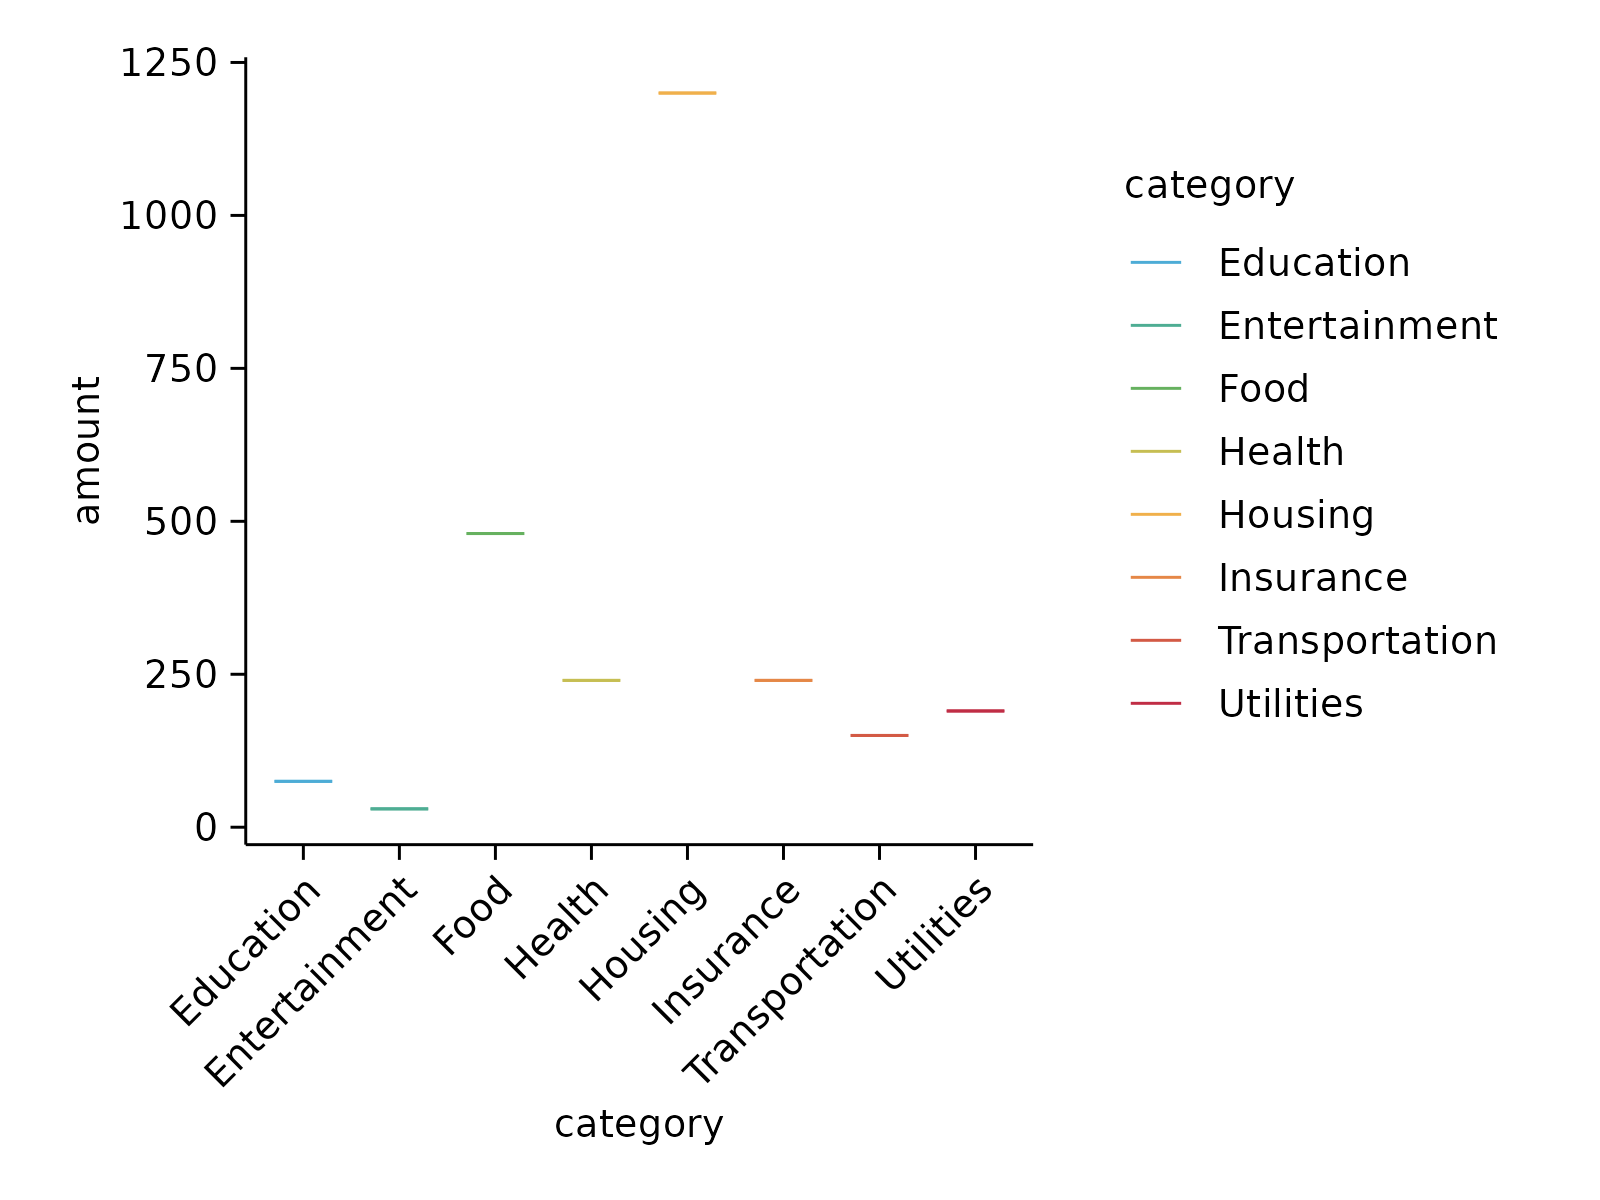 1250
1000
750
500
250
0
amount
Education
Entertainment
Food
Health
Housing
Insurance
Transportation
Utilities
category
category
Education
Entertainment
Food
Health
Housing
Insurance
Transportation
Utilities